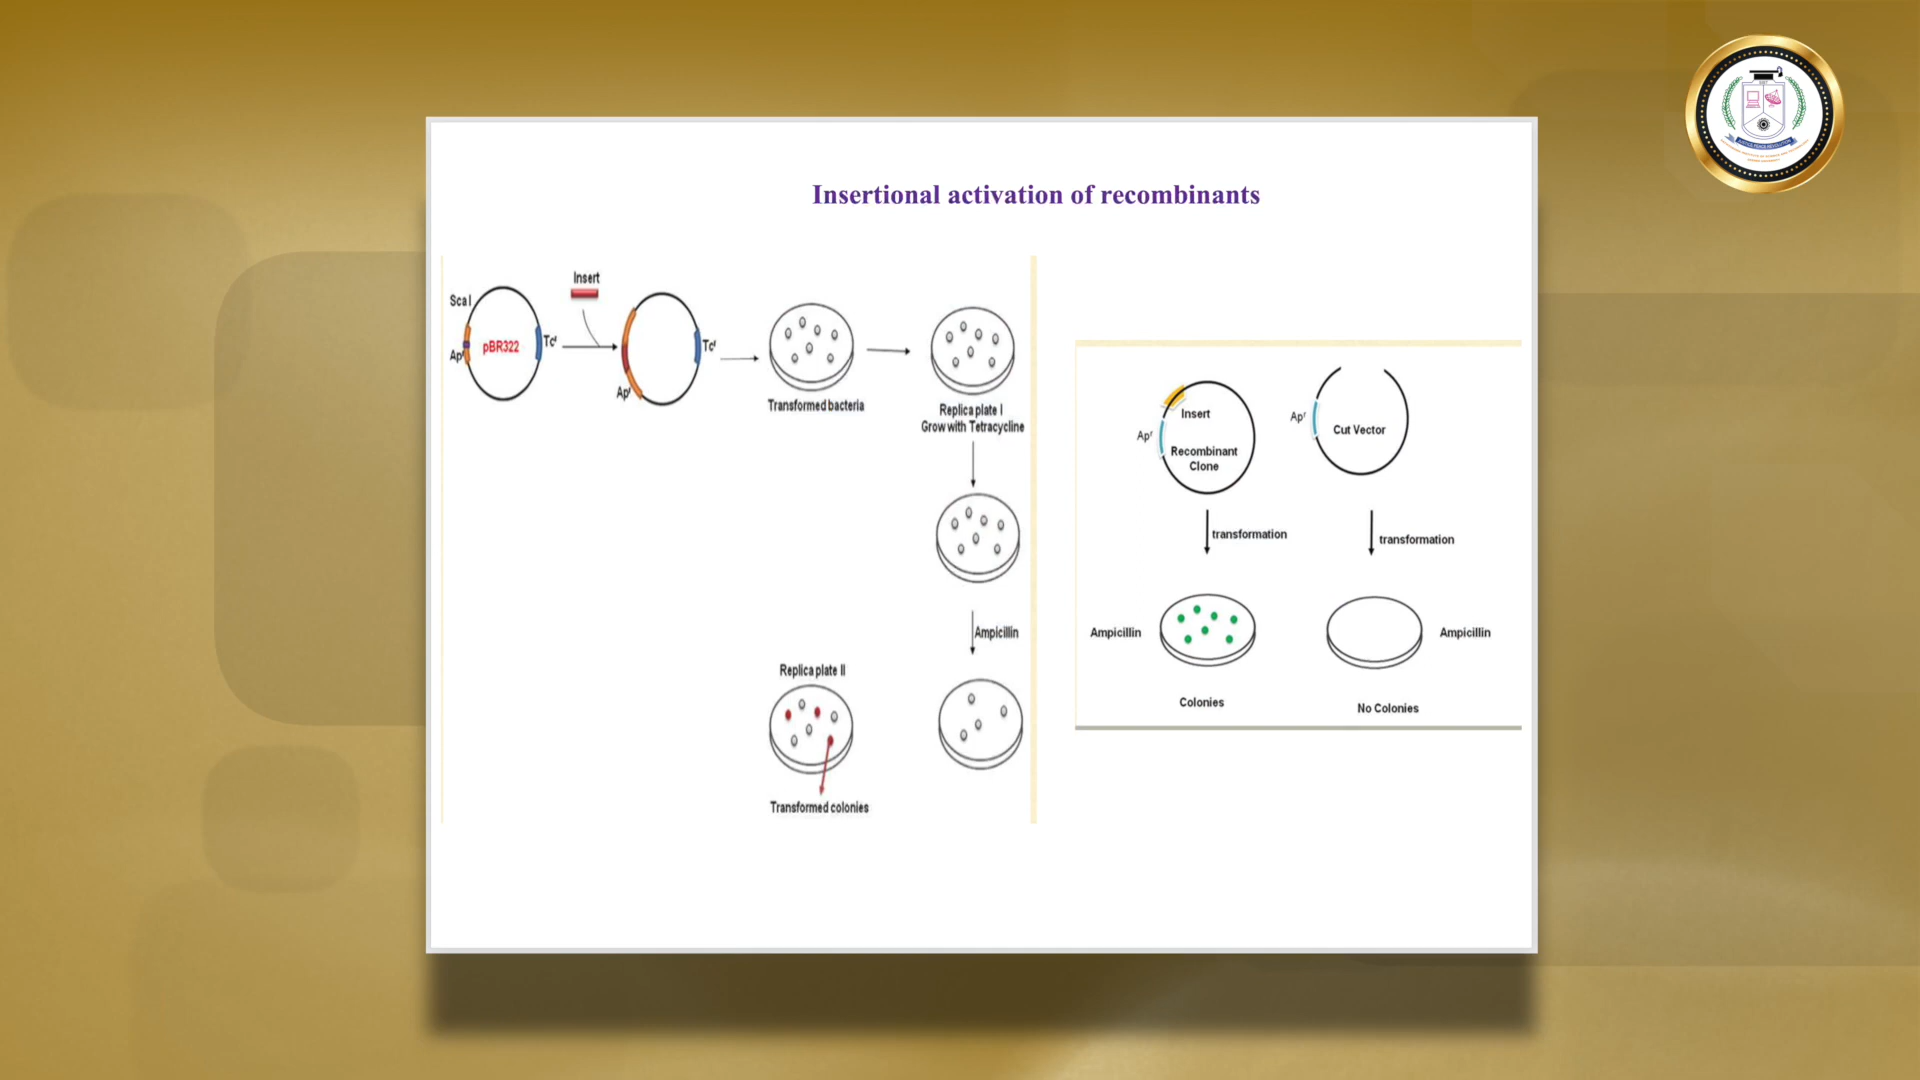 Insertional activation of recombinants
Insert
Sca I
pBR322
Tcʳ
Apʳ
Tcʳ
Apʳ
Transformed bacteria
Replica plate I
Grow with Tetracycline
Ampicillin
Replica plate II
Transformed colonies
Insert
Apʳ
Recombinant
Clone
Apʳ
Cut Vector
transformation
transformation
Ampicillin
Ampicillin
Colonies
No Colonies